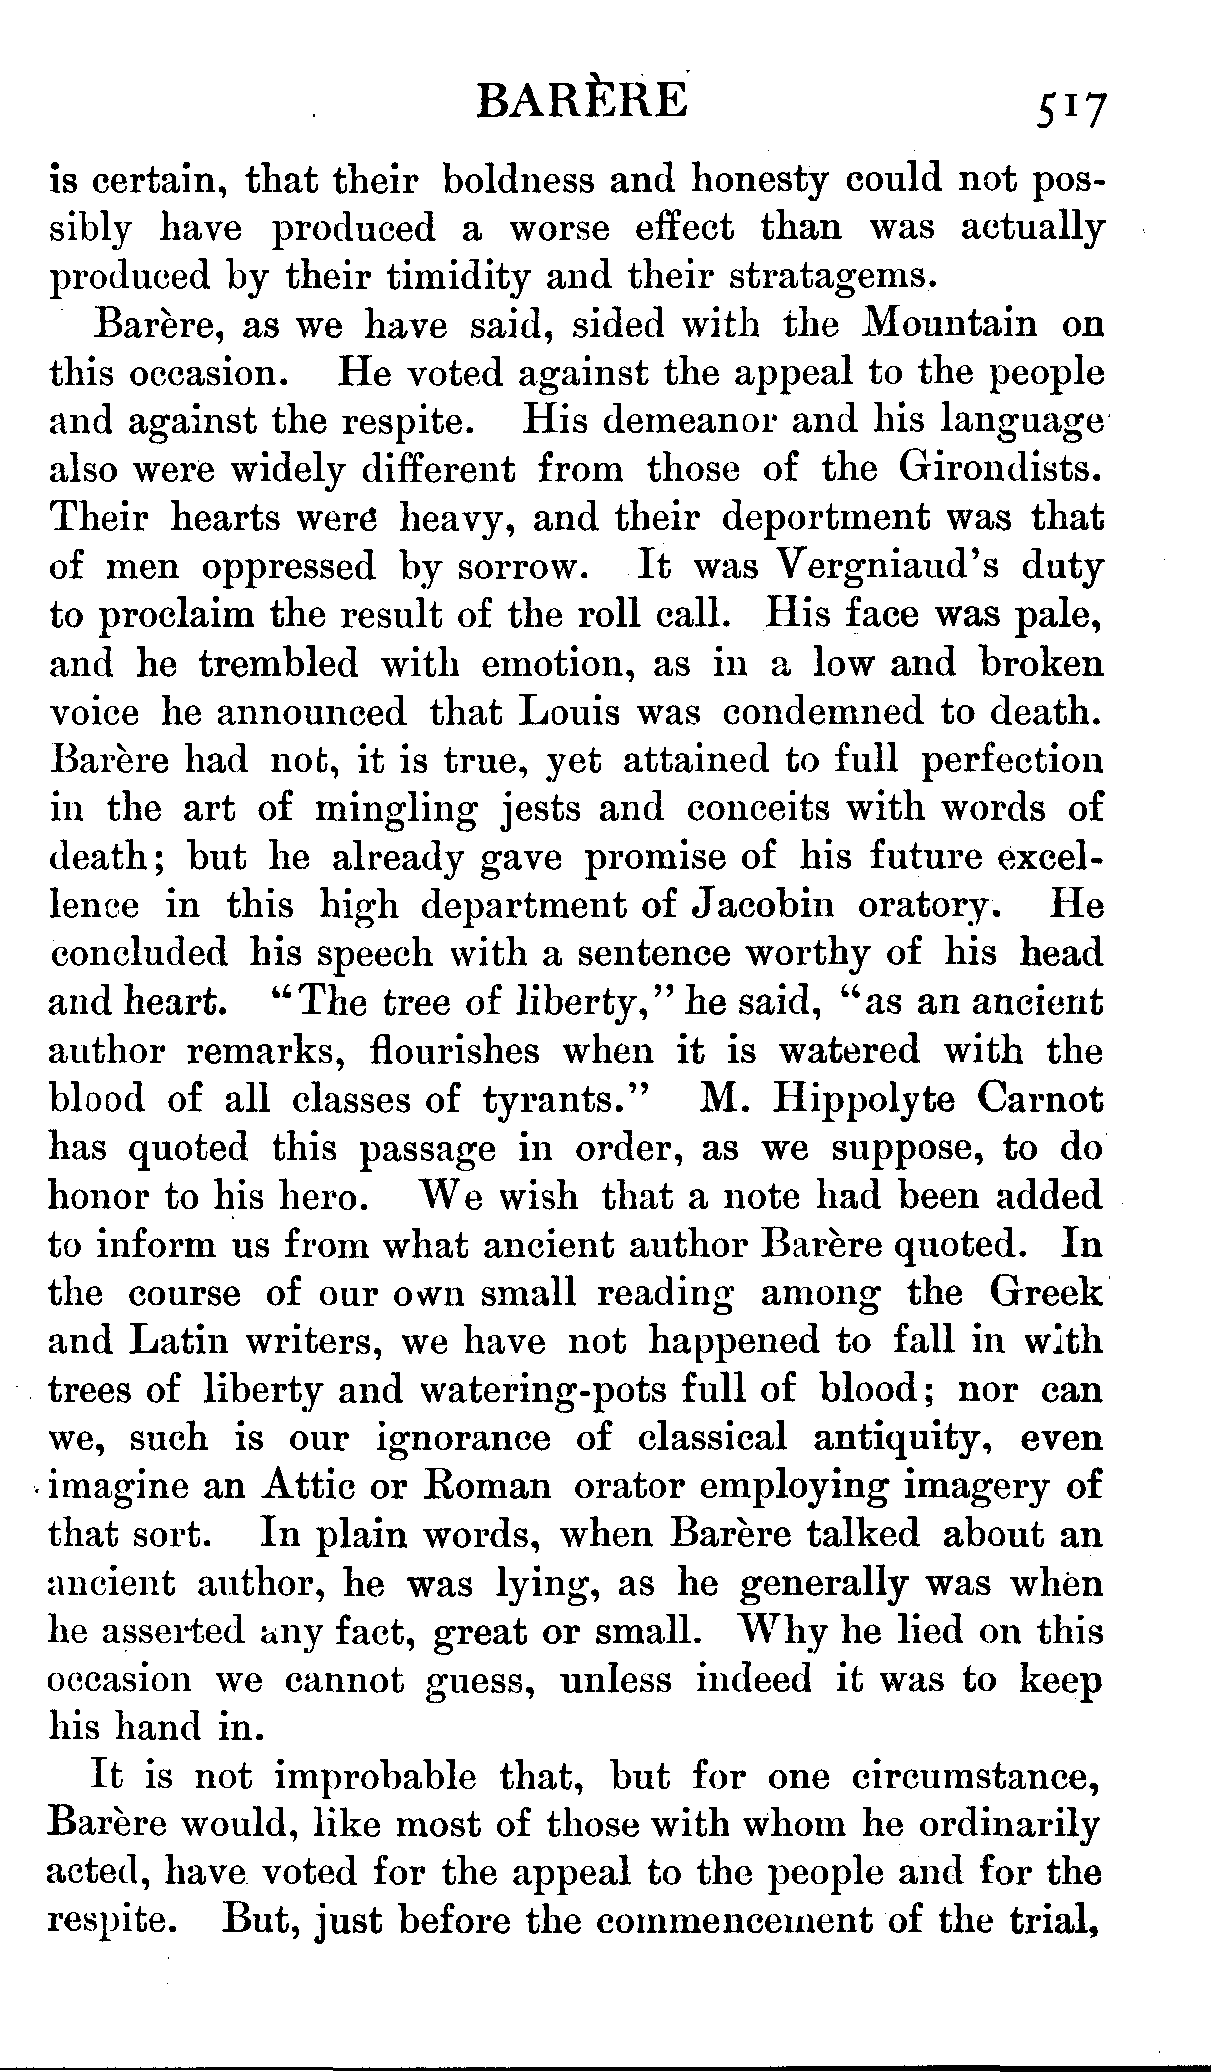 BARÈRE 517
is certain, that their boldness and honesty could not pos-
sibly have produced a worse effect than was actually
produced by their timidity and their stratagems.
Barère, as we have said, sided with the Mountain on
this occasion. He voted against the appeal to the people
and against the respite. His demeanor and his language
also were widely different from those of the Girondists.
Their hearts were heavy, and their deportment was that
of men oppressed by sorrow. It was Vergniaud's duty
to proclaim the result of the roll call. His face was pale,
and he trembled with emotion, as in a low and broken
voice he announced that Louis was condemned to death.
Barère had not, it is true, yet attained to full perfection
in the art of mingling jests and conceits with words of
death; but he already gave promise of his future excel-
lence in this high department of Jacobin oratory. He
concluded his speech with a sentence worthy of his head
and heart. "The tree of liberty," he said, "as an ancient
author remarks, flourishes when it is watered with the
blood of all classes of tyrants." M. Hippolyte Carnot
has quoted this passage in order, as we suppose, to do
honor to his hero. We wish that a note had been added
to inform us from what ancient author Barère quoted. In
the course of our own small reading among the Greek
and Latin writers, we have not happened to fall in with
trees of liberty and watering-pots full of blood; nor can
we, such is our ignorance of classical antiquity, even
imagine an Attic or Roman orator employing imagery of
that sort. In plain words, when Barère talked about an
ancient author, he was lying, as he generally was when
he asserted any fact, great or small. Why he lied on this
occasion we cannot guess, unless indeed it was to keep
his hand in.
It is not improbable that, but for one circumstance,
Barère would, like most of those with whom he ordinarily
acted, have voted for the appeal to the people and for the
respite. But, just before the commencement of the trial,